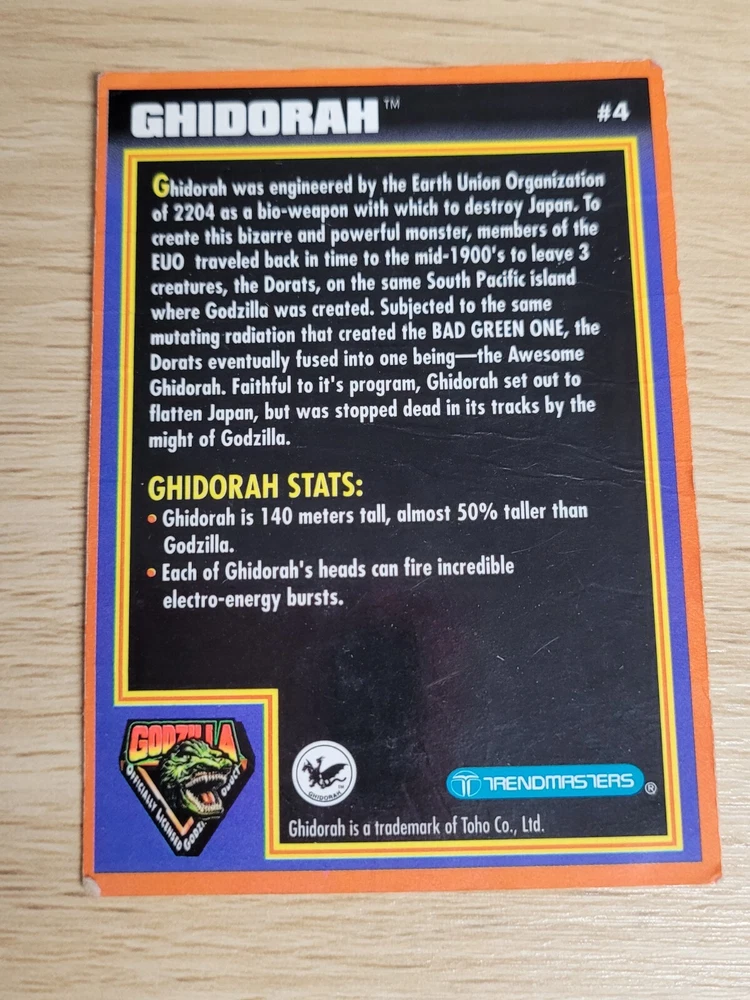 GHIDORAH™ #4
Ghidorah was engineered by the Earth Union Organization
of 2204 as a bio-weapon with which to destroy Japan. To
create this bizarre and powerful monster, members of the
EUO traveled back in time to the mid-1900's to leave 3
creatures, the Dorats, on the same South Pacific island
where Godzilla was created. Subjected to the same
mutating radiation that created the BAD GREEN ONE, the
Dorats eventually fused into one being—the Awesome
Ghidorah. Faithful to it's program, Ghidorah set out to
flatten Japan, but was stopped dead in its tracks by the
might of Godzilla.
GHIDORAH STATS:
• Ghidorah is 140 meters tall, almost 50% taller than
Godzilla.
• Each of Ghidorah's heads can fire incredible
electro-energy bursts.
GODZILLA
OFFICIALLY LICENSED GODZILLA
GHIDORAH™
TRENDMASTERS®
Ghidorah is a trademark of Toho Co., Ltd.